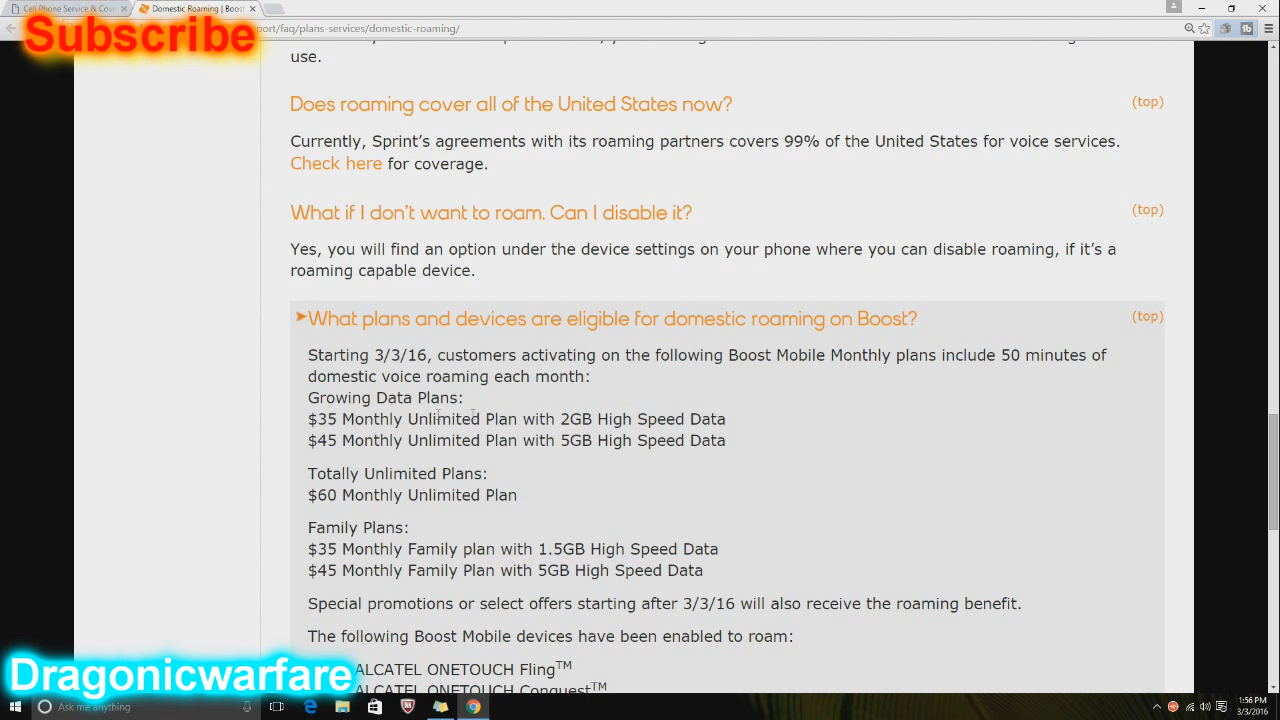 Cell Phone Service & Cove
Domestic Roaming | Boost
ort/faq/plans-services/domestic-roaming/
Subscribe
use.
Does roaming cover all of the United States now?
(top)
Currently, Sprint's agreements with its roaming partners covers 99% of the United States for voice services.
Check here for coverage.
What if I don't want to roam. Can I disable it?
(top)
Yes, you will find an option under the device settings on your phone where you can disable roaming, if it's a
roaming capable device.
What plans and devices are eligible for domestic roaming on Boost?
(top)
Starting 3/3/16, customers activating on the following Boost Mobile Monthly plans include 50 minutes of
domestic voice roaming each month:
Growing Data Plans:
$35 Monthly Unlimited Plan with 2GB High Speed Data
$45 Monthly Unlimited Plan with 5GB High Speed Data
Totally Unlimited Plans:
$60 Monthly Unlimited Plan
Family Plans:
$35 Monthly Family plan with 1.5GB High Speed Data
$45 Monthly Family Plan with 5GB High Speed Data
Special promotions or select offers starting after 3/3/16 will also receive the roaming benefit.
The following Boost Mobile devices have been enabled to roam:
ALCATEL ONETOUCH Fling™
ALCATEL ONETOUCH Conquest™
Dragonicwarfare
Ask me anything
1:56 PM
3/3/2016